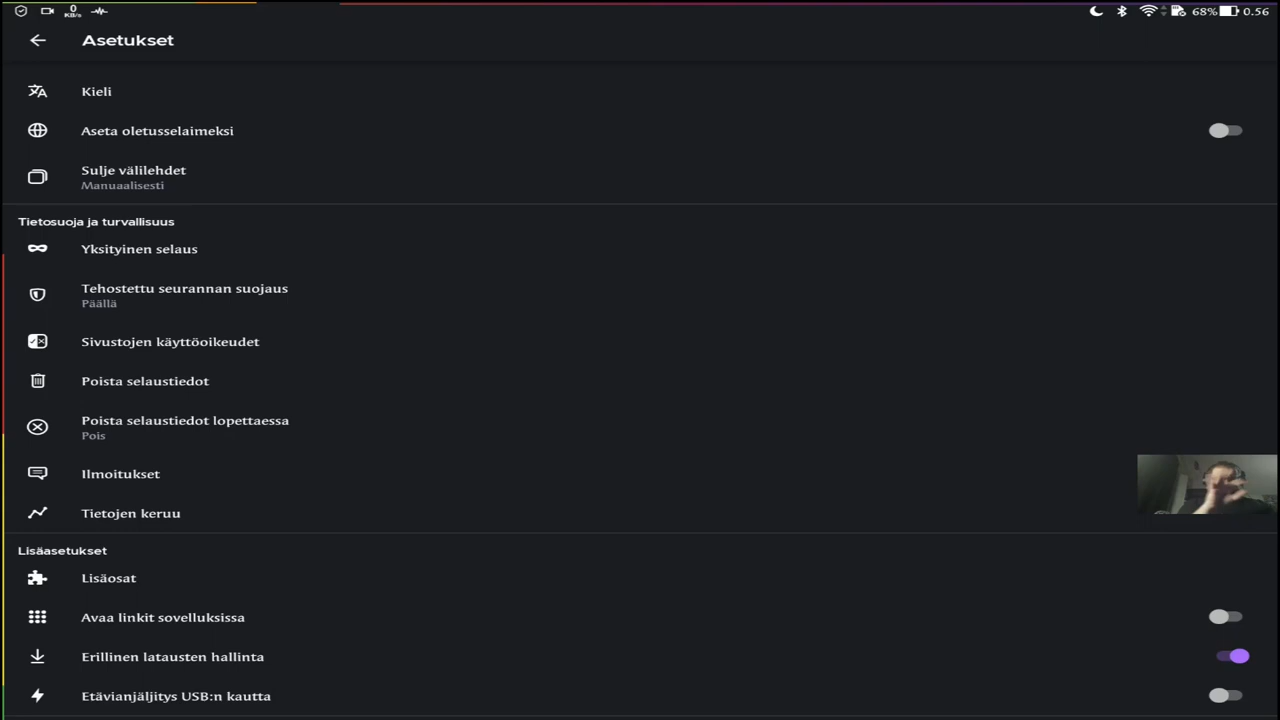 0
KB/s
68%
0.56
Asetukset
Kieli
Aseta oletusselaimeksi
Sulje välilehdet
Manuaalisesti
Tietosuoja ja turvallisuus
Yksityinen selaus
Tehostettu seurannan suojaus
Päällä
Sivustojen käyttöoikeudet
Poista selaustiedot
Poista selaustiedot lopettaessa
Pois
Ilmoitukset
Tietojen keruu
Lisäasetukset
Lisäosat
Avaa linkit sovelluksissa
Erillinen latausten hallinta
Etävianjäljitys USB:n kautta